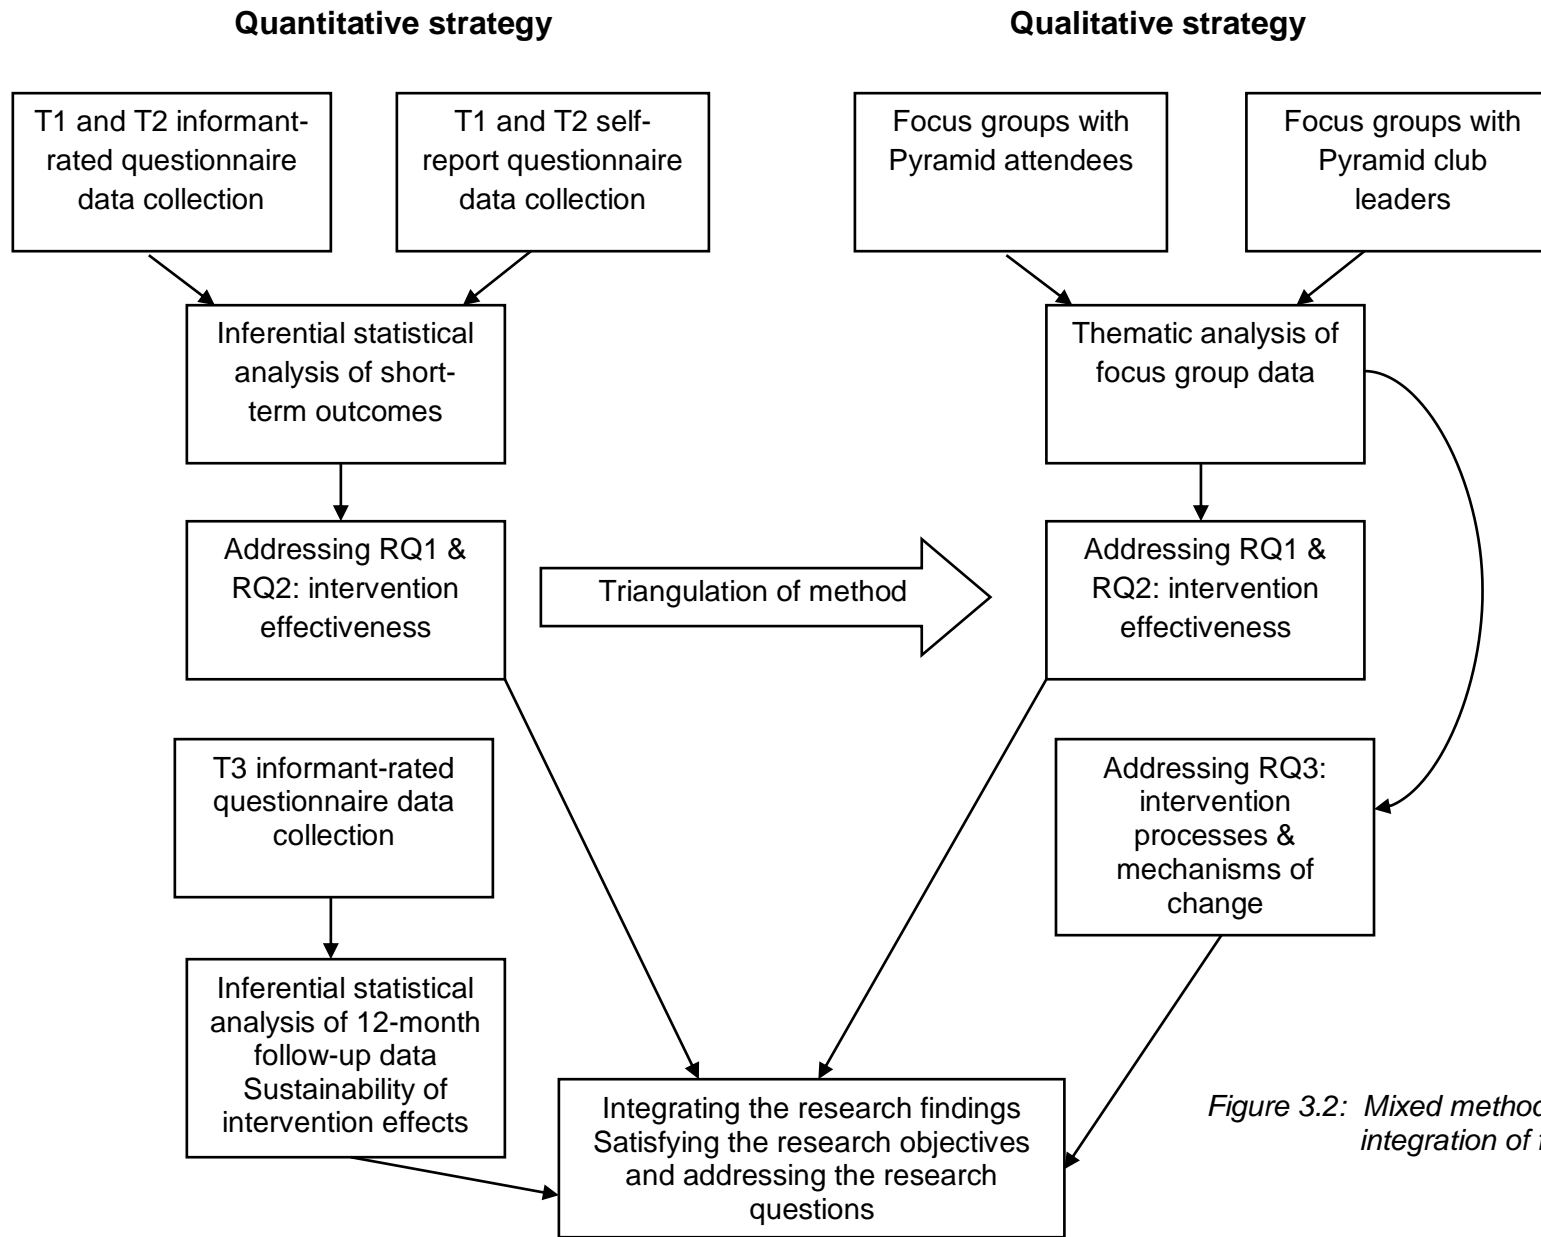 Quantitative strategy
Qualitative strategy
T1 and T2 informant-
rated questionnaire
data collection
T1 and T2 self-
report questionnaire
data collection
Focus groups with
Pyramid attendees
Focus groups with
Pyramid club
leaders
Inferential statistical
analysis of short-
term outcomes
Thematic analysis of
focus group data
Addressing RQ1 &
RQ2: intervention
effectiveness
Triangulation of method
Addressing RQ1 &
RQ2: intervention
effectiveness
T3 informant-rated
questionnaire data
collection
Addressing RQ3:
intervention
processes &
mechanisms of
change
Inferential statistical
analysis of 12-month
follow-up data
Sustainability of
intervention effects
Integrating the research findings
Satisfying the research objectives
and addressing the research
questions
Figure 3.2: Mixed method
integration of